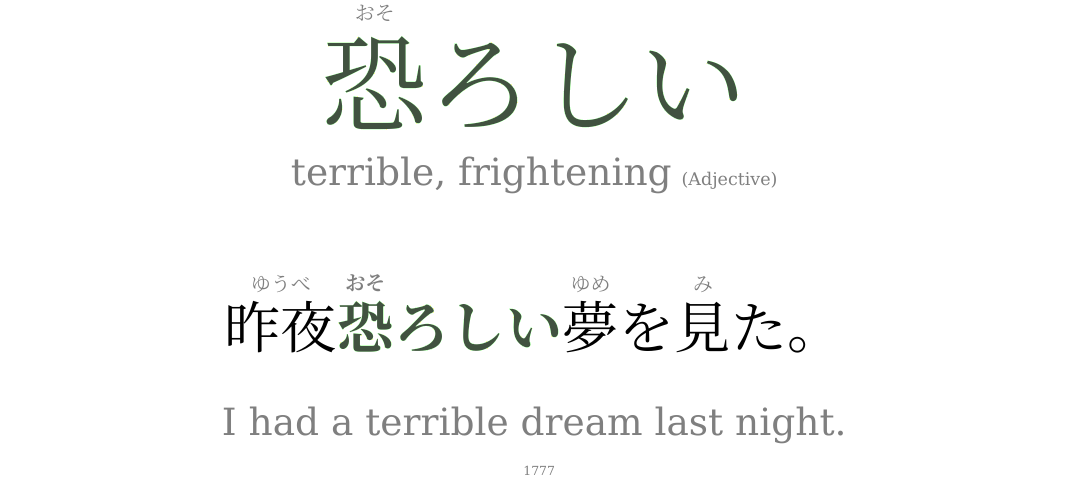 おそ
恐ろしい
terrible, frightening (Adjective)
ゆうべ おそ ゆめ み
昨夜恐ろしい夢を見た。
I had a terrible dream last night.
1777